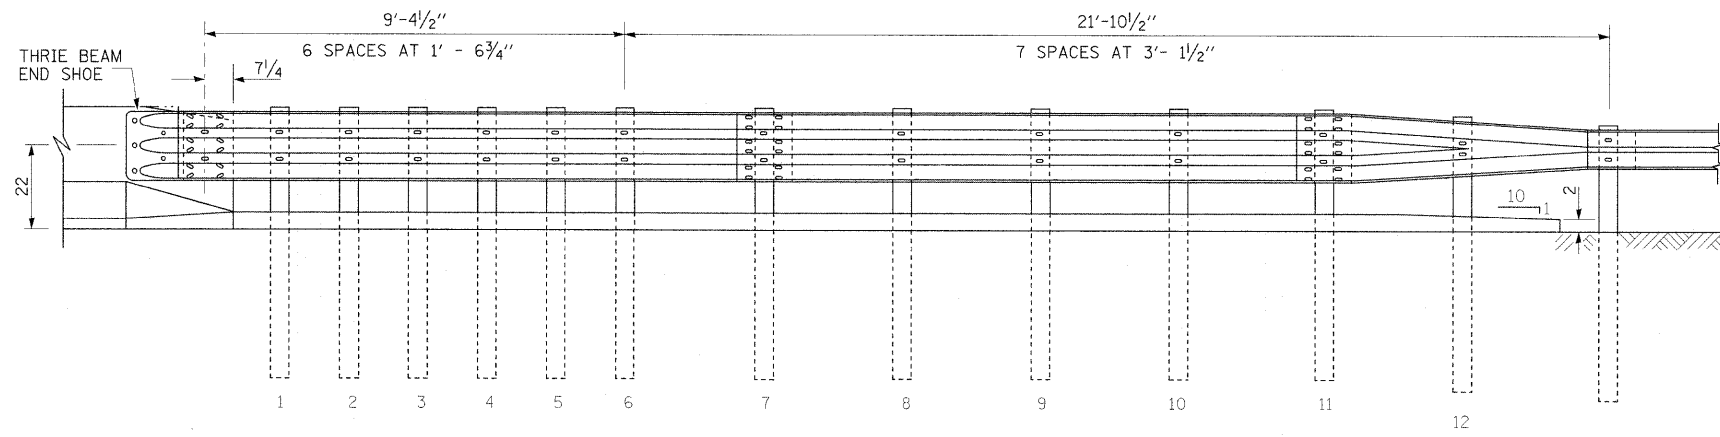 9'-4½"
6 SPACES AT 1' - 6¾"
21'-10½"
7 SPACES AT 3'- 1½"
THRIE BEAM
END SHOE
7¼
22
10
1
2
1 2 3 4 5 6 7 8 9 10 11
12